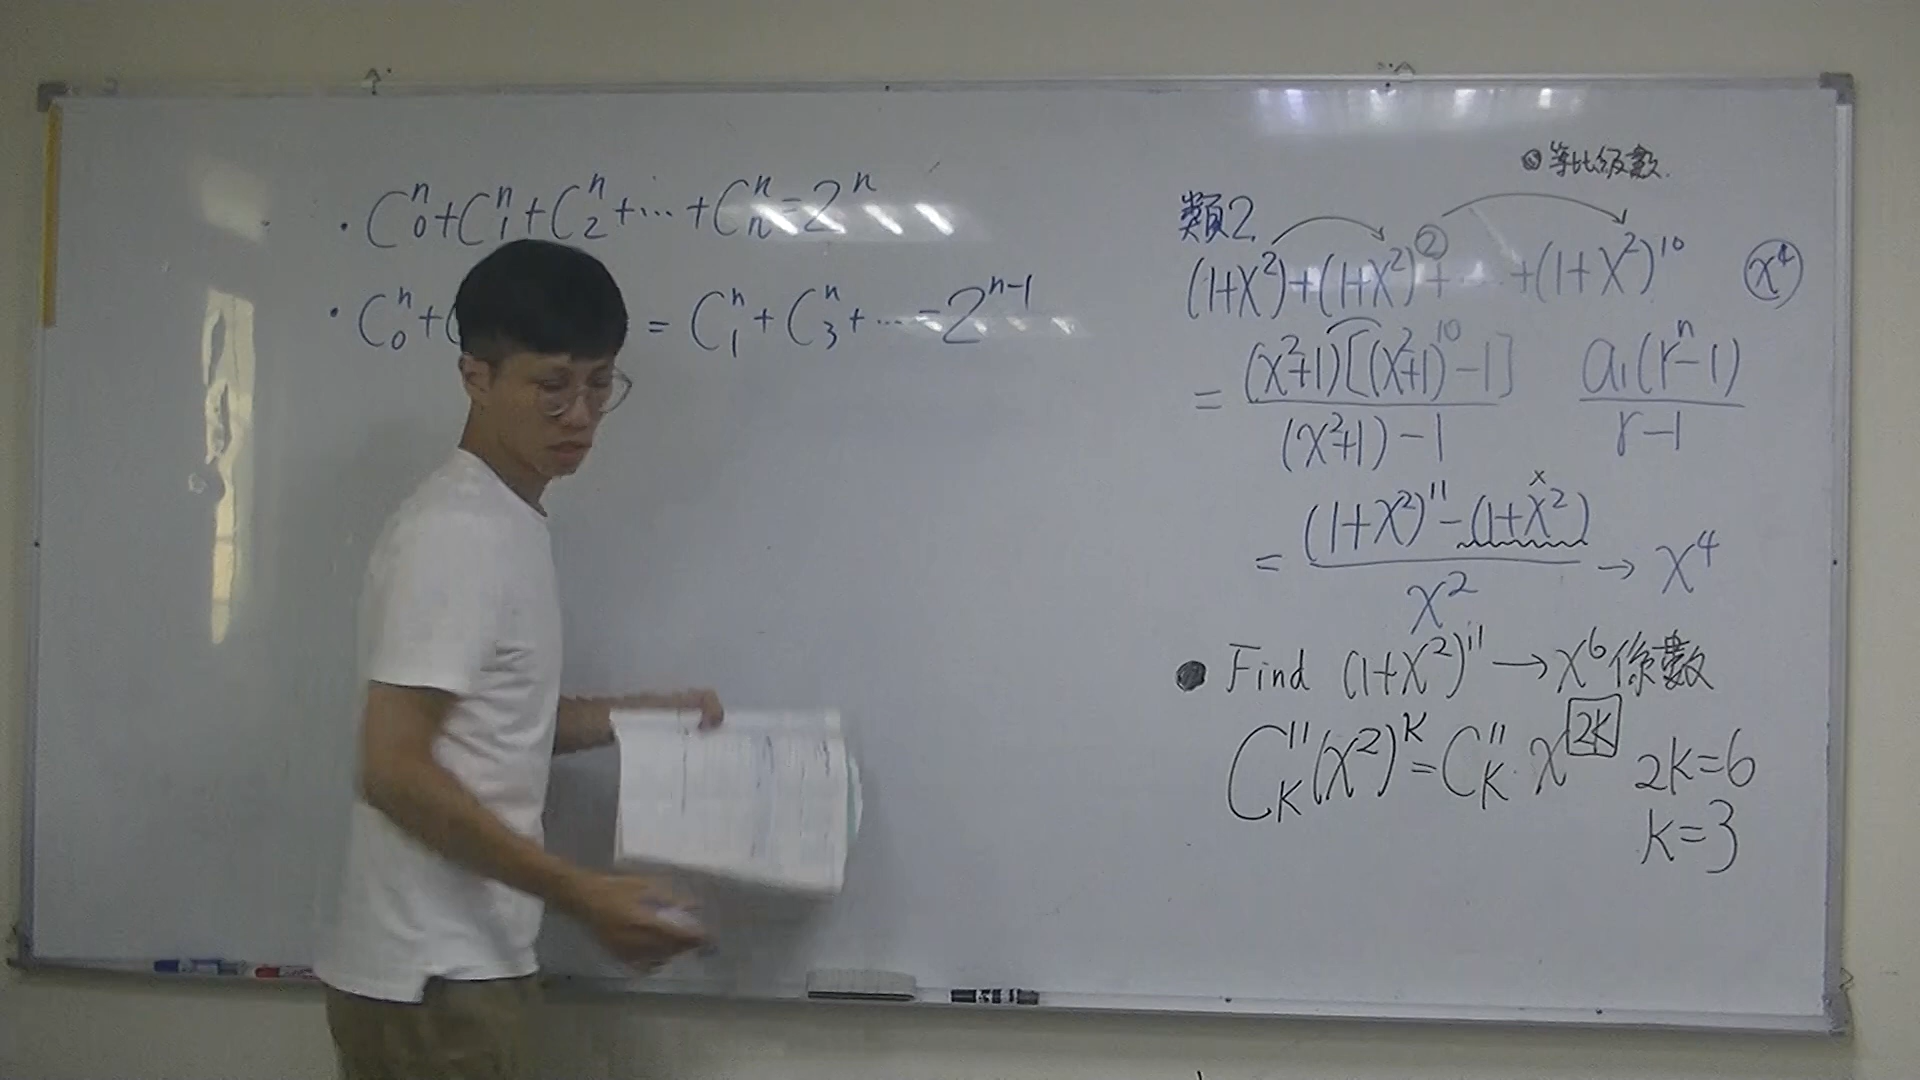 · C₀ⁿ+C₁ⁿ+C₂ⁿ+…+Cₙⁿ=2ⁿ
· C₀ⁿ+ = C₁ⁿ+C₃ⁿ+…=2ⁿ⁻¹
等比級數.
類2.
(1+x²)+(1+x²)²+…+(1+x²)¹⁰ x⁴
= (x²+1)[(x²+1)¹⁰-1] / (x²+1)-1 a₁(rⁿ-1) / r-1
= (1+x²)¹¹-(1+x²) / x² → x⁴
● Find (1+x²)¹¹ → x⁶係數
C_K¹¹(x²)^K = C_K¹¹·x^2K 2K=6
K=3